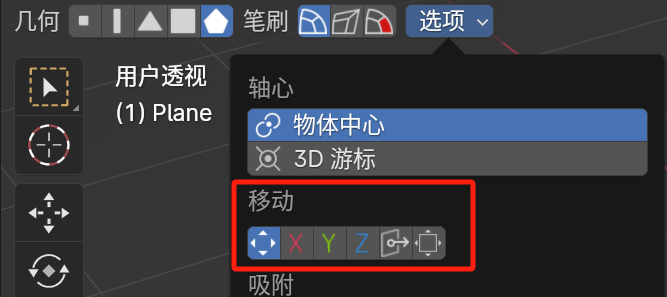 几何 笔刷 选项
用户透视
(1) Plane
轴心
物体中心
3D 游标
移动
X Y Z
吸附